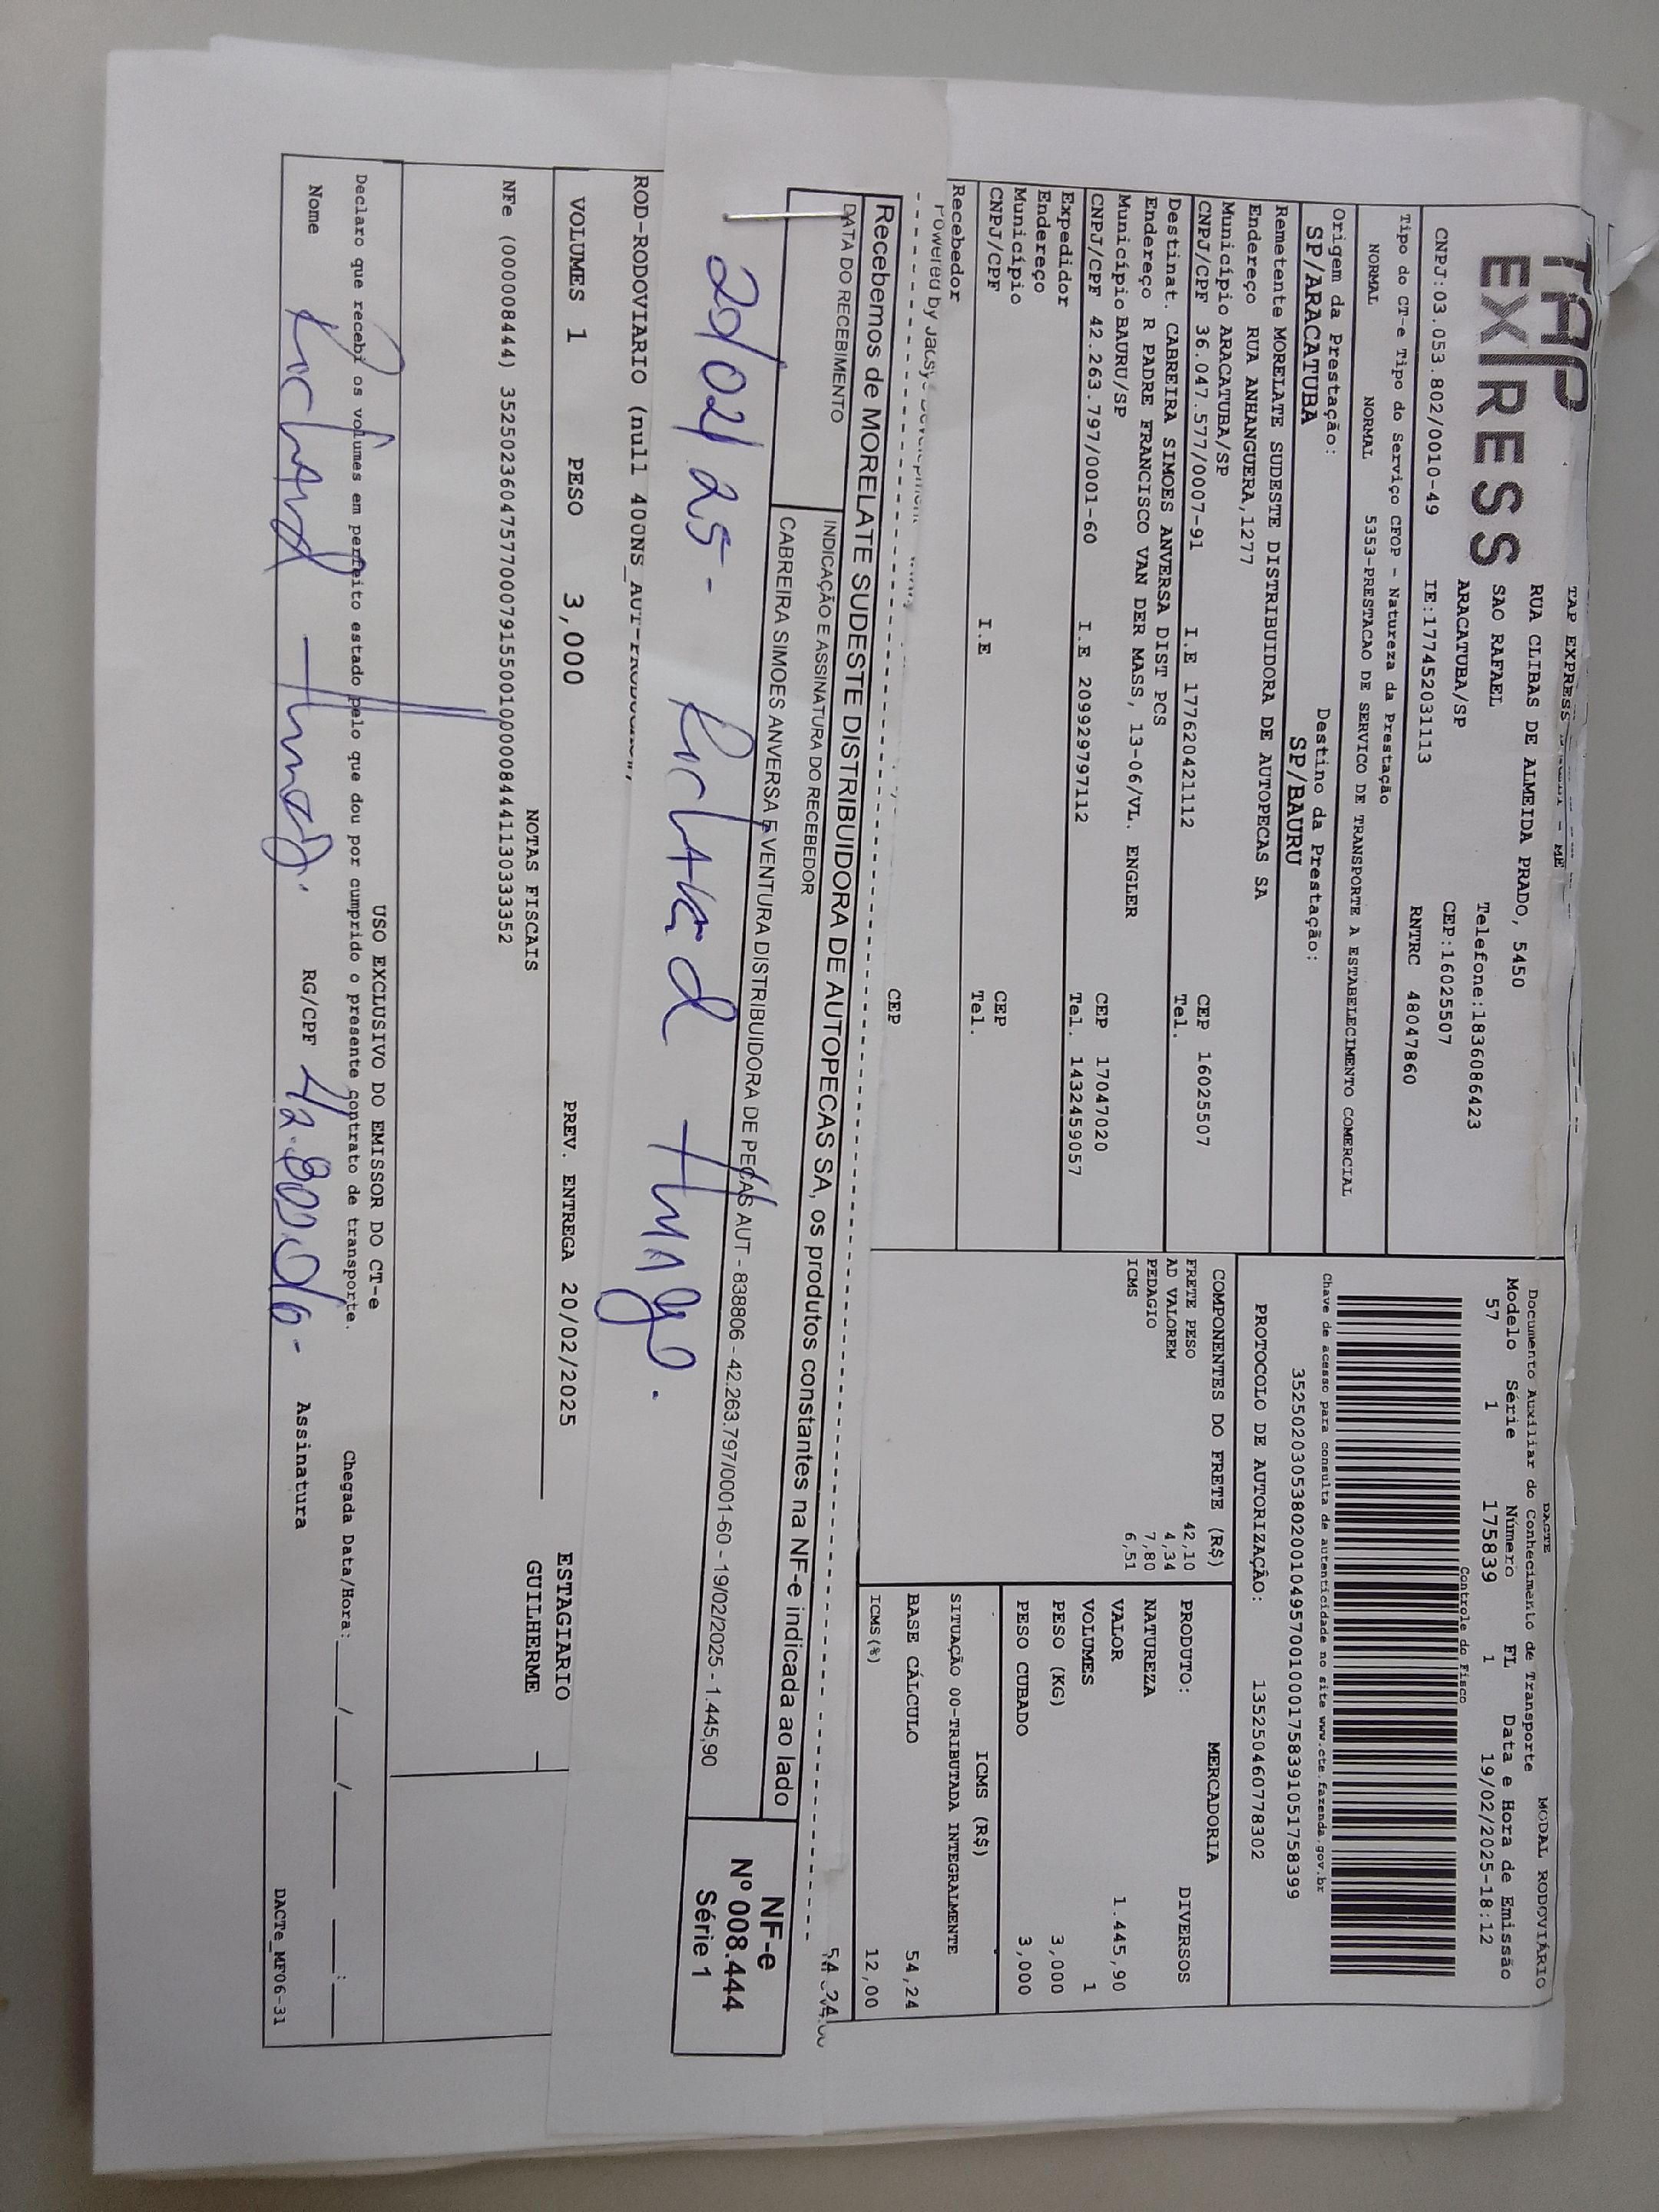 TAP
EXPRESS
TAP EXPRESS
RUA CLIBAS DE ALMEIDA PRADO, 5450
SAO RAFAEL Telefone:1836086423
ARACATUBA/SP CEP:16025507
CNPJ:03.053.802/0010-49 IE:177452031113 RNTRC 48047860
Tipo do CT-e Tipo do Serviço CFOP - Natureza da Prestação
NORMAL NORMAL 5353-PRESTACAO DE SERVICO DE TRANSPORTE A ESTABELECIMENTO COMERCIAL
Origem da Prestação: Destino da Prestação:
SP/ARACATUBA SP/BAURU
DACTE MODAL RODOVIÁRIO
Documento Auxiliar do Conhecimento de Transporte
Modelo Série Número FL Data e Hora de Emissão
57 1 175839 1 19/02/2025-18:12
Controle do Fisco
Chave de acesso para consulta de autenticidade no site www.cte.fazenda.gov.br
35250203053802001049570010001758391051758399
PROTOCOLO DE AUTORIZAÇÃO: 135250460778302
Remetente MORELATE SUDESTE DISTRIBUIDORA DE AUTOPECAS SA
Endereço RUA ANHANGUERA,1277
Município ARACATUBA/SP CEP 16025507
CNPJ/CPF 36.047.577/0007-91 I.E 177620421112 Tel.
Destinat. CABREIRA SIMOES ANVERSA DIST PCS
Endereço R PADRE FRANCISCO VAN DER MASS, 13-06/VL. ENGLER
Município BAURU/SP CEP 17047020
CNPJ/CPF 42.263.797/0001-60 I.E 209929797112 Tel. 1432459057
Expedidor
Endereço
Município CEP
CNPJ/CPF I.E Tel.
Recebedor
CEP
COMPONENTES DO FRETE (R$)
FRETE PESO 42,10
AD VALOREM 4,34
PEDAGIO 7,80
ICMS 6,51
MERCADORIA
PRODUTO: DIVERSOS
NATUREZA
VALOR 1.445,90
VOLUMES 1
PESO (KG) 3,000
PESO CUBADO 3,000
ICMS (R$)
SITUAÇÃO 00-TRIBUTADA INTEGRALMENTE
BASE CÁLCULO 54,24
ICMS(%) 12,00
Powered by
Recebemos de MORELATE SUDESTE DISTRIBUIDORA DE AUTOPECAS SA, os produtos constantes na NF-e indicada ao lado
DATA DO RECEBIMENTO INDICAÇÃO E ASSINATURA DO RECEBEDOR
CABREIRA SIMOES ANVERSA E VENTURA DISTRIBUIDORA DE PEÇAS AUT - 838806 - 42.263.797/0001-60 - 19/02/2025 - 1.445,90
NF-e
Nº 008.444
Série 1
20/02/25 - Richard Thiago.
ROD-RODOVIARIO (null 400NS
VOLUMES 1 PESO 3,000 PREV. ENTREGA 20/02/2025 ESTAGIARIO
NOTAS FISCAIS GUILHERME
NFe (000008444) 35250236047577000791550010000084441130333352
USO EXCLUSIVO DO EMISSOR DO CT-e
Declaro que recebi os volumes em perfeito estado pelo que dou por cumprido o presente contrato de transporte. Chegada Data/Hora:___/___/___ __:__
Nome Richard Thiago. RG/CPF Assinatura
DACTe_MF06-31